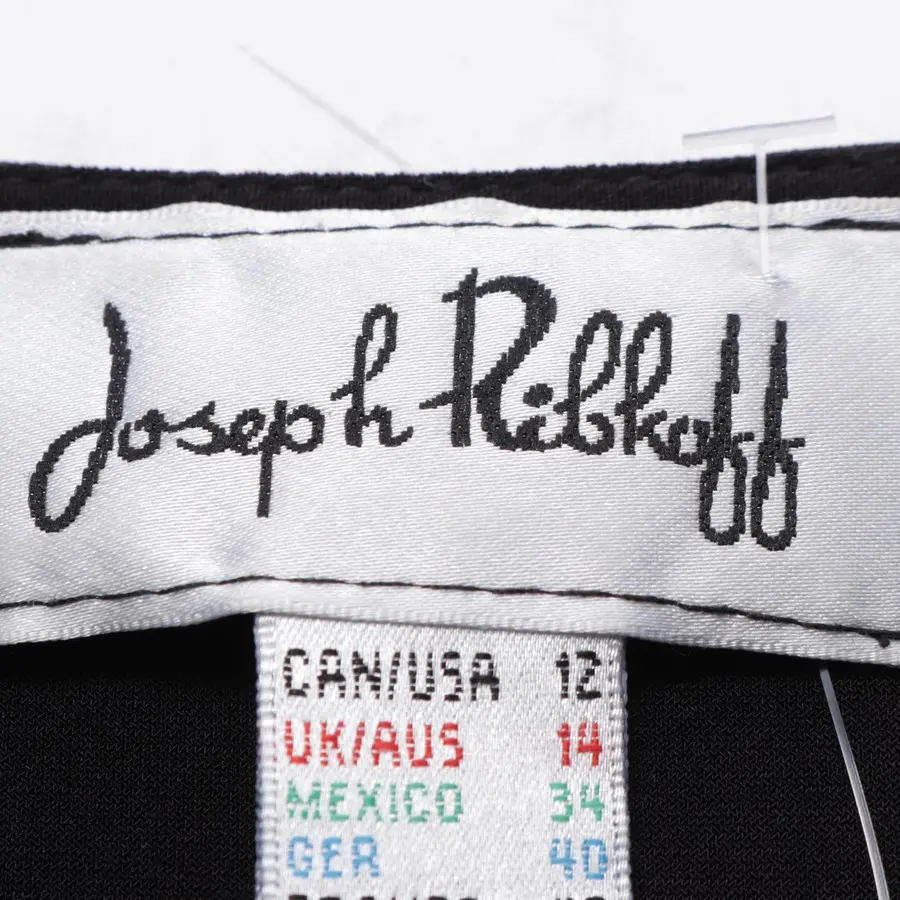 Joseph Ribkoff
CAN/USA 12
UK/AUS 14
MEXICO 34
GER 40